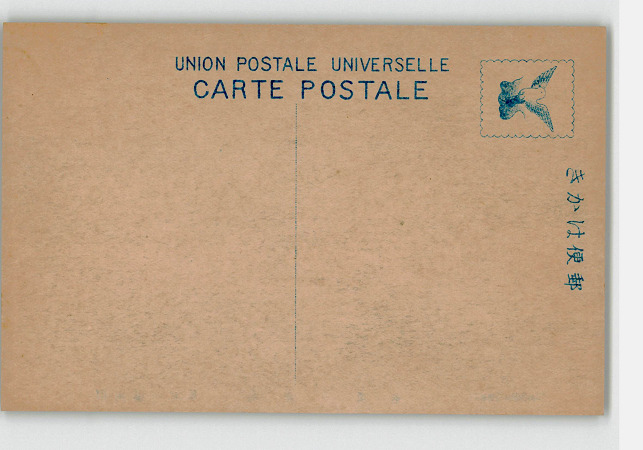 UNION POSTALE UNIVERSELLE
CARTE POSTALE
きかは便郵